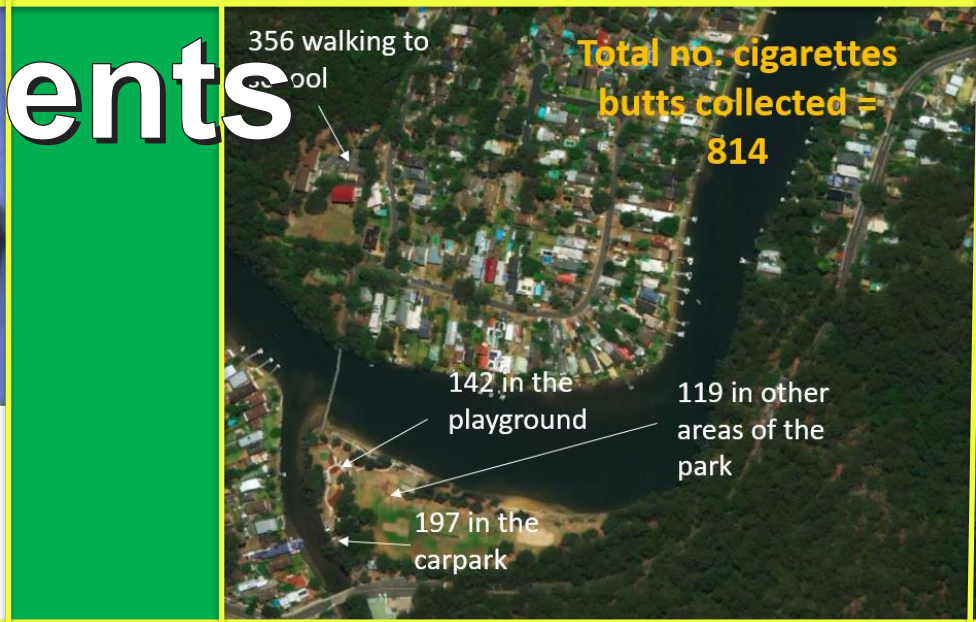 ents
356 walking to
Total no. cigarettes
butts collected =
814
142 in the
playground
119 in other
areas of the
park
197 in the
carpark